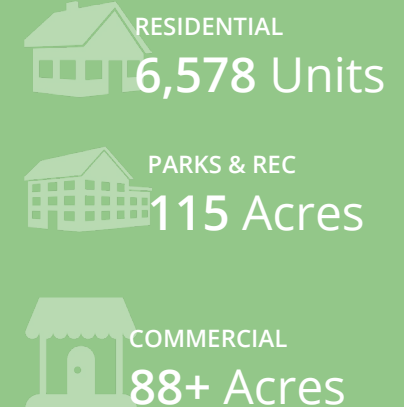 RESIDENTIAL
6,578 Units
PARKS & REC
115 Acres
COMMERCIAL
88+ Acres